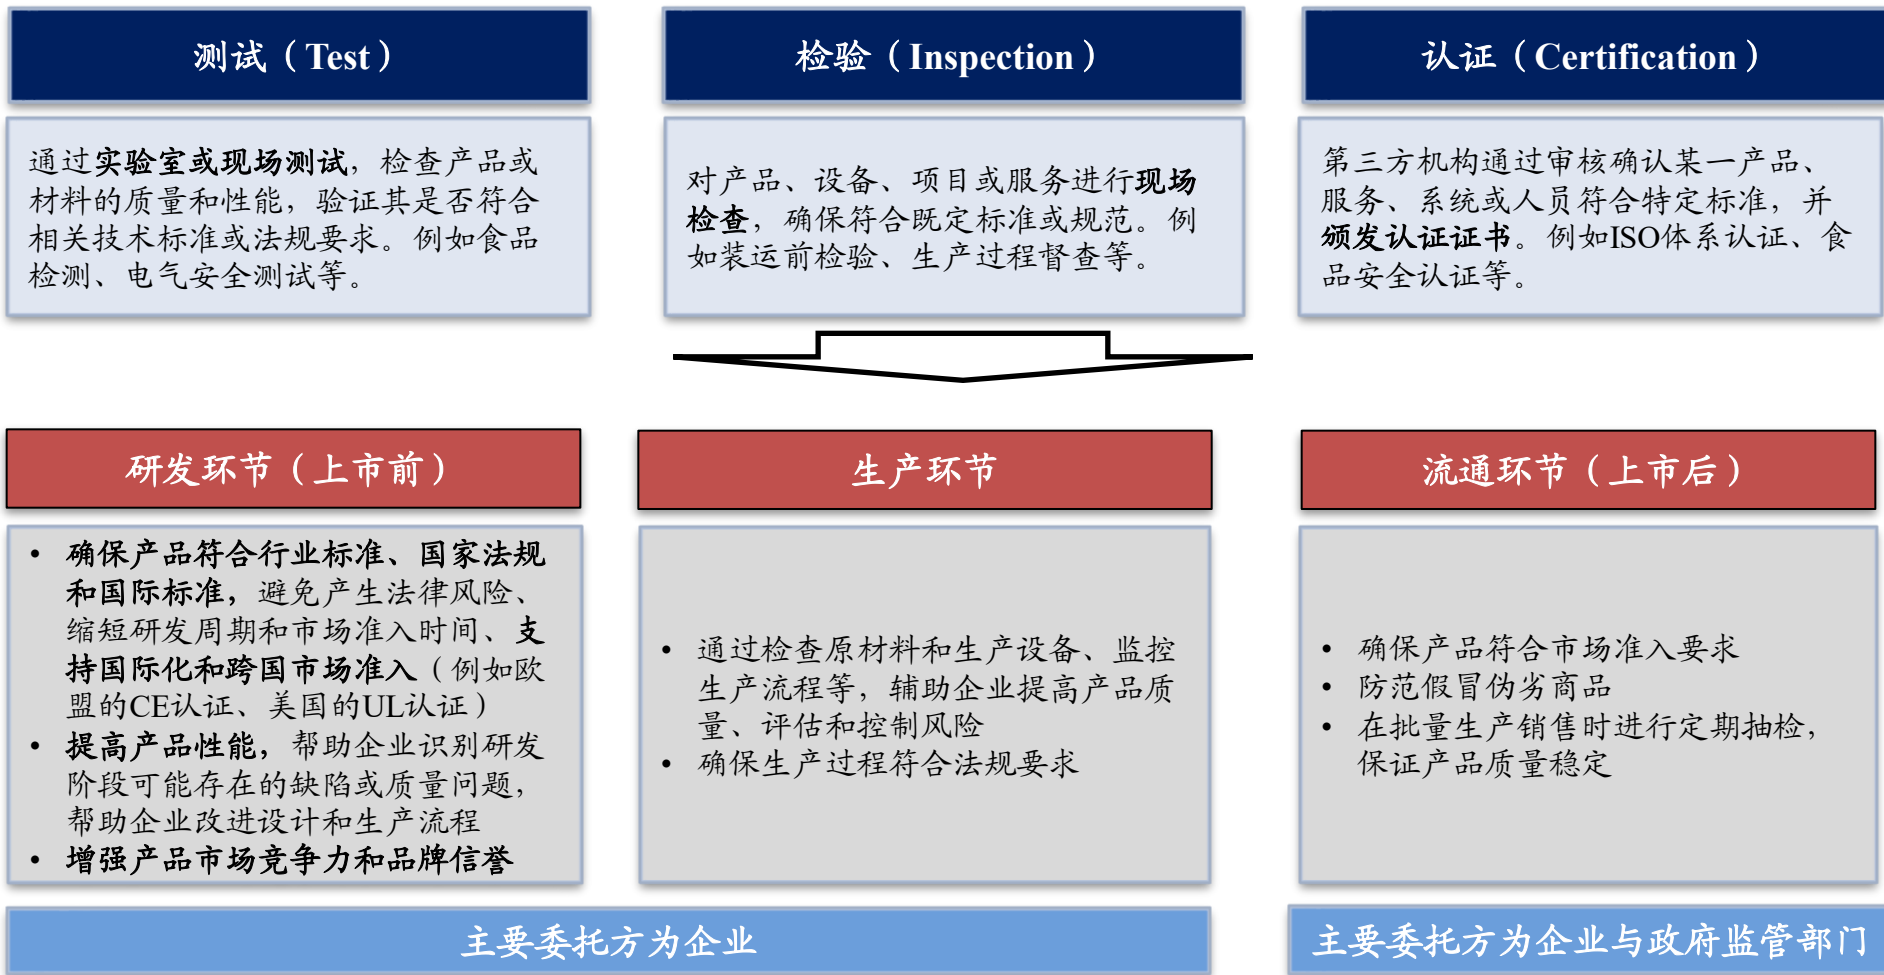 测试（Test）
通过实验室或现场测试，检查产品或
材料的质量和性能，验证其是否符合
相关技术标准或法规要求。例如食品
检测、电气安全测试等。
检验（Inspection）
对产品、设备、项目或服务进行现场
检查，确保符合既定标准或规范。例
如装运前检验、生产过程督查等。
认证（Certification）
第三方机构通过审核确认某一产品、
服务、系统或人员符合特定标准，并
颁发认证证书。例如ISO体系认证、食
品安全认证等。
研发环节（上市前）
• 确保产品符合行业标准、国家法规
和国际标准，避免产生法律风险、
缩短研发周期和市场准入时间、支
持国际化和跨国市场准入（例如欧
盟的CE认证、美国的UL认证）
• 提高产品性能，帮助企业识别研发
阶段可能存在的缺陷或质量问题，
帮助企业改进设计和生产流程
• 增强产品市场竞争力和品牌信誉
生产环节
• 通过检查原材料和生产设备、监控
生产流程等，辅助企业提高产品质
量、评估和控制风险
• 确保生产过程符合法规要求
流通环节（上市后）
• 确保产品符合市场准入要求
• 防范假冒伪劣商品
• 在批量生产销售时进行定期抽检，
保证产品质量稳定
主要委托方为企业
主要委托方为企业与政府监管部门